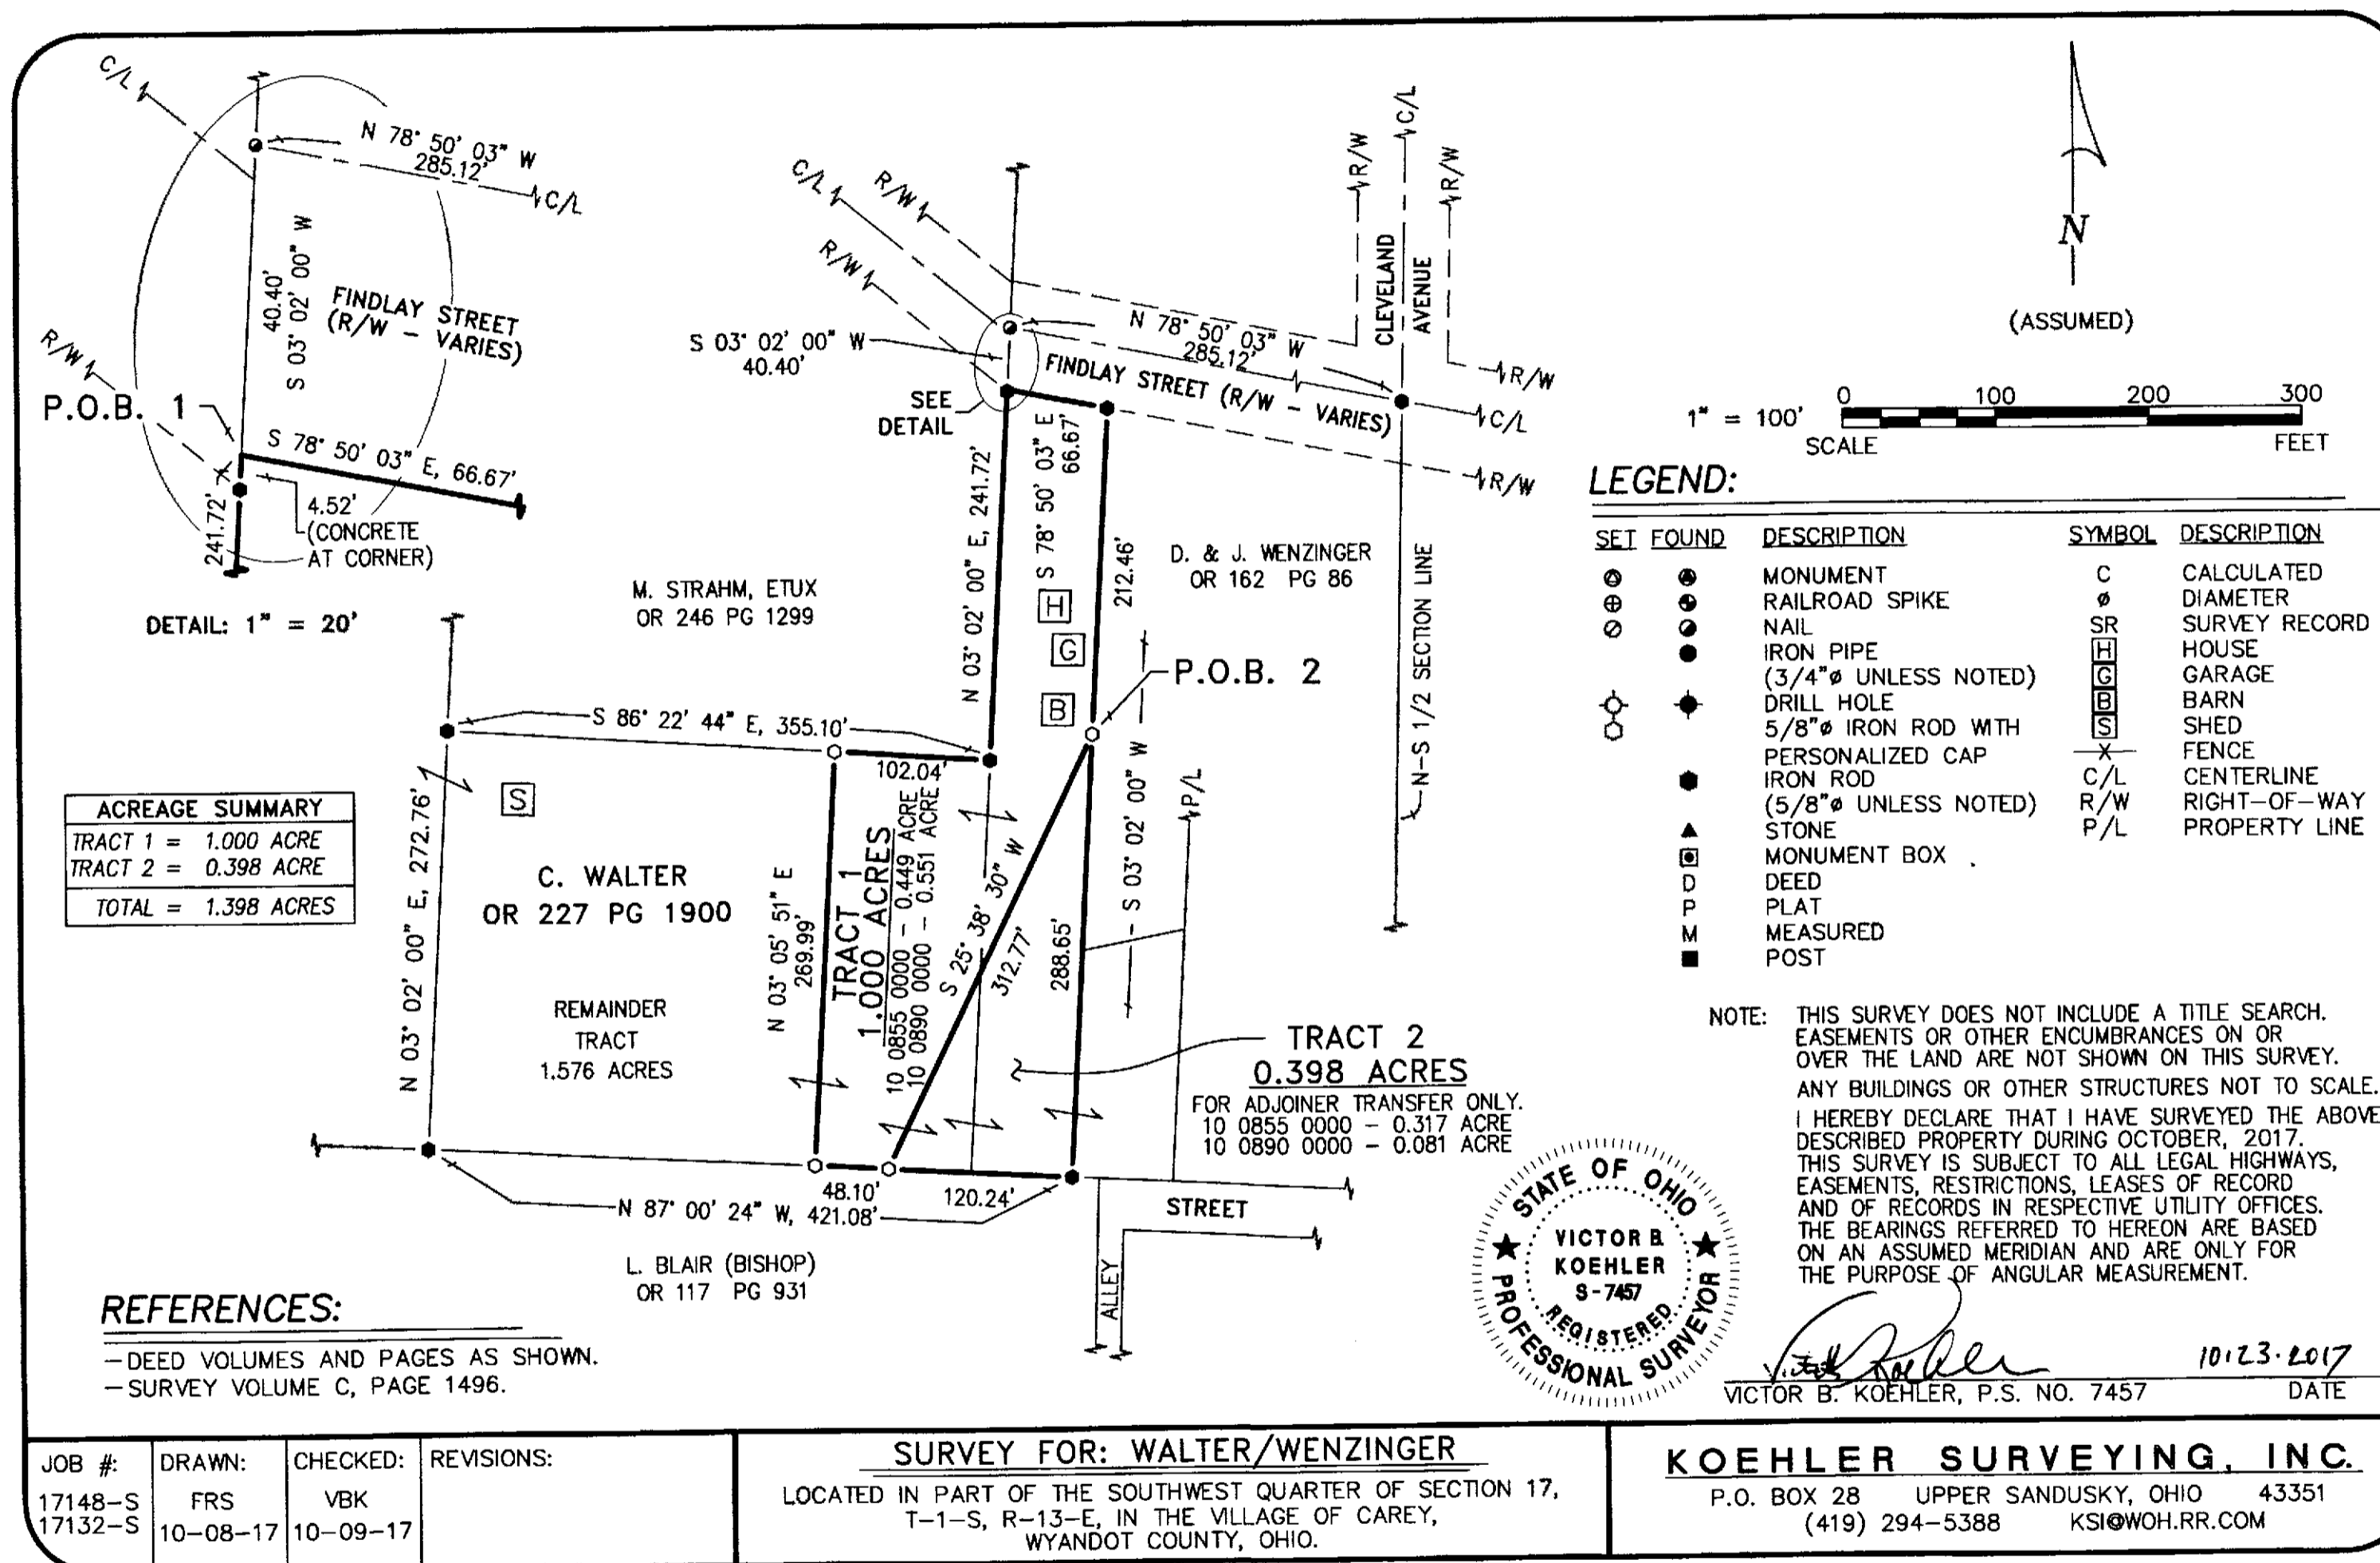 C/L
N 78° 50' 03" W
285.12'
C/L
40.40'
S 03° 02' 00" W
FINDLAY STREET
(R/W - VARIES)
R/W
P.O.B. 1
S 78° 50' 03" E, 66.67'
241.72'
4.52'
(CONCRETE
AT CORNER)
DETAIL: 1" = 20'
C/L
R/W
R/W
S 03° 02' 00" W
40.40'
SEE
DETAIL
N 78° 50' 03" W
285.12'
FINDLAY STREET (R/W - VARIES)
R/W
C/L
R/W
CLEVELAND
AVENUE
R/W
C/L
R/W
N
(ASSUMED)
1" = 100'
0 100 200 300
SCALE FEET
N 03° 02' 00" E, 241.72'
S 78° 50' 03" E
66.67'
212.46'
H
G
B
D. & J. WENZINGER
OR 162 PG 86
N-S 1/2 SECTION LINE
M. STRAHM, ETUX
OR 246 PG 1299
P.O.B. 2
S 86° 22' 44" E, 355.10'
102.04'
S
ACREAGE SUMMARY
TRACT 1 = 1.000 ACRE
TRACT 2 = 0.398 ACRE
TOTAL = 1.398 ACRES
N 03° 02' 00" E, 272.76'
C. WALTER
OR 227 PG 1900
REMAINDER
TRACT
1.576 ACRES
N 03° 05' 51" E
269.99'
TRACT 1
1.000 ACRES
10 0855 0000 - 0.449 ACRE
10 0890 0000 - 0.551 ACRE
S 25° 38' 30" W
312.77'
288.65'
S 03° 02' 00" W
P/L
TRACT 2
0.398 ACRES
FOR ADJOINER TRANSFER ONLY.
10 0855 0000 - 0.317 ACRE
10 0890 0000 - 0.081 ACRE
48.10'
120.24'
N 87° 00' 24" W, 421.08'
STREET
ALLEY
L. BLAIR (BISHOP)
OR 117 PG 931
LEGEND:
SET FOUND DESCRIPTION SYMBOL DESCRIPTION
MONUMENT C CALCULATED
RAILROAD SPIKE ø DIAMETER
NAIL SR SURVEY RECORD
IRON PIPE H HOUSE
(3/4"ø UNLESS NOTED) G GARAGE
DRILL HOLE B BARN
5/8"ø IRON ROD WITH S SHED
PERSONALIZED CAP X FENCE
IRON ROD C/L CENTERLINE
(5/8"ø UNLESS NOTED) R/W RIGHT-OF-WAY
STONE P/L PROPERTY LINE
MONUMENT BOX
D DEED
P PLAT
M MEASURED
POST
NOTE: THIS SURVEY DOES NOT INCLUDE A TITLE SEARCH.
EASEMENTS OR OTHER ENCUMBRANCES ON OR
OVER THE LAND ARE NOT SHOWN ON THIS SURVEY.
ANY BUILDINGS OR OTHER STRUCTURES NOT TO SCALE.
I HEREBY DECLARE THAT I HAVE SURVEYED THE ABOVE
DESCRIBED PROPERTY DURING OCTOBER, 2017.
THIS SURVEY IS SUBJECT TO ALL LEGAL HIGHWAYS,
EASEMENTS, RESTRICTIONS, LEASES OF RECORD
AND OF RECORDS IN RESPECTIVE UTILITY OFFICES.
THE BEARINGS REFERRED TO HEREON ARE BASED
ON AN ASSUMED MERIDIAN AND ARE ONLY FOR
THE PURPOSE OF ANGULAR MEASUREMENT.
STATE OF OHIO
VICTOR B.
KOEHLER
S-7457
REGISTERED
PROFESSIONAL SURVEYOR
Victor B Koehler 10-23-2017
VICTOR B. KOEHLER, P.S. NO. 7457 DATE
REFERENCES:
-DEED VOLUMES AND PAGES AS SHOWN.
-SURVEY VOLUME C, PAGE 1496.
JOB #:
17148-S
17132-S
DRAWN:
FRS
10-08-17
CHECKED:
VBK
10-09-17
REVISIONS:
SURVEY FOR: WALTER/WENZINGER
LOCATED IN PART OF THE SOUTHWEST QUARTER OF SECTION 17,
T-1-S, R-13-E, IN THE VILLAGE OF CAREY,
WYANDOT COUNTY, OHIO.
KOEHLER SURVEYING, INC.
P.O. BOX 28 UPPER SANDUSKY, OHIO 43351
(419) 294-5388 KSI@WOH.RR.COM